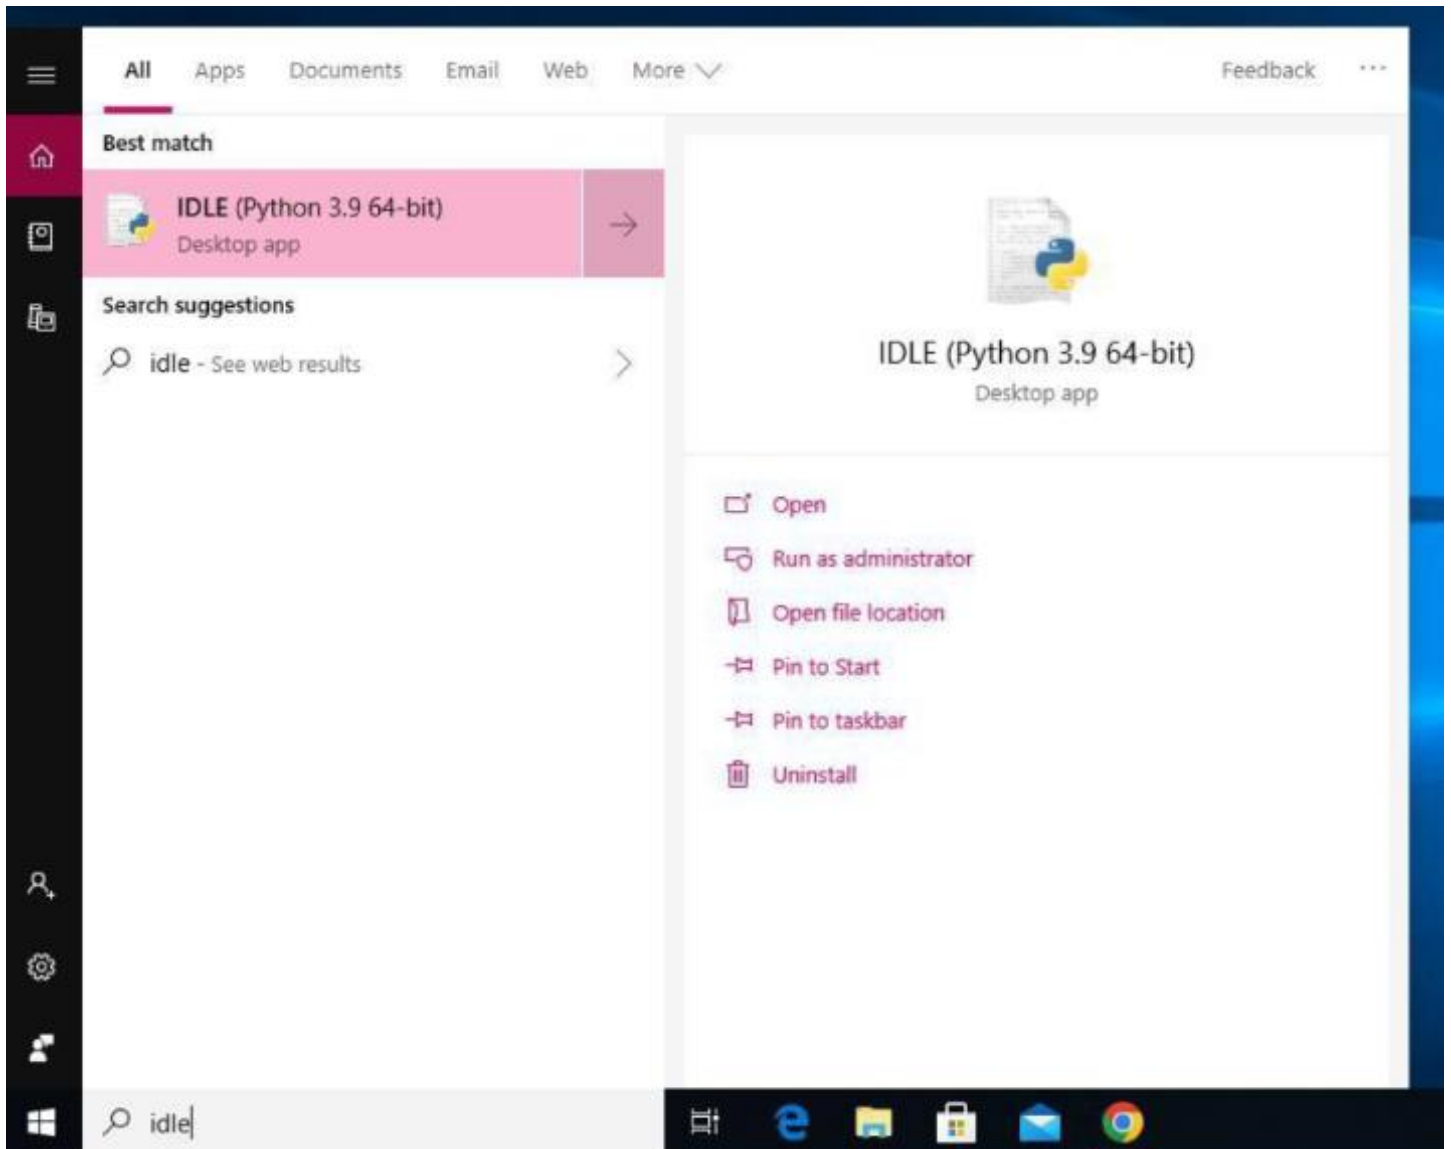 All Apps Documents Email Web More Feedback ...
Best match
IDLE (Python 3.9 64-bit)
Desktop app
Search suggestions
idle - See web results
IDLE (Python 3.9 64-bit)
Desktop app
Open
Run as administrator
Open file location
Pin to Start
Pin to taskbar
Uninstall
idle